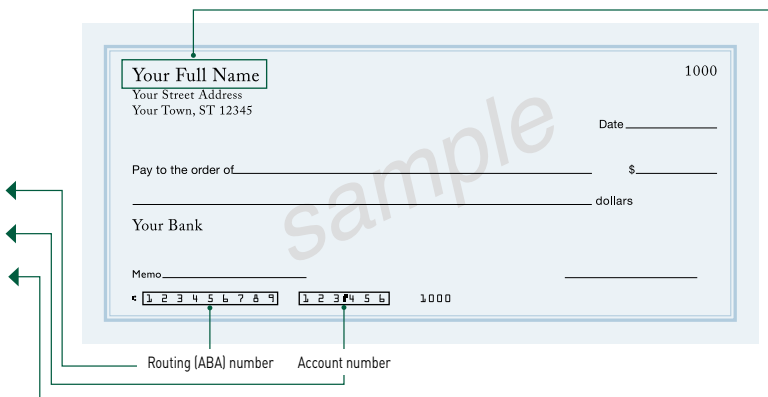 Your Full Name
1000
Your Street Address
Your Town, ST 12345
Date
Pay to the order of
$
sample
dollars
Your Bank
Memo
1 2 3 4 5 6 7 8 9 1 2 3 4 5 6 1000
Routing (ABA) number Account number